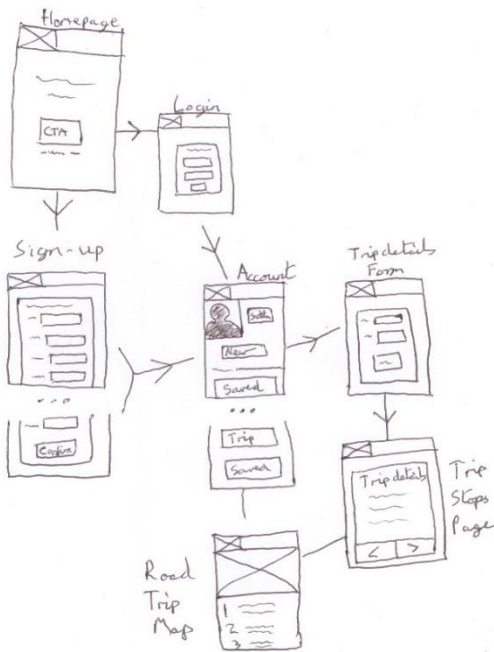 Homepage
CTA
Login
Sign-up
Confirm
Account
New
Saved
Trip
Saved
Trip details
Form
Trip details
< >
Trip
Stops
Page
Road
Trip
Map
1
2
3